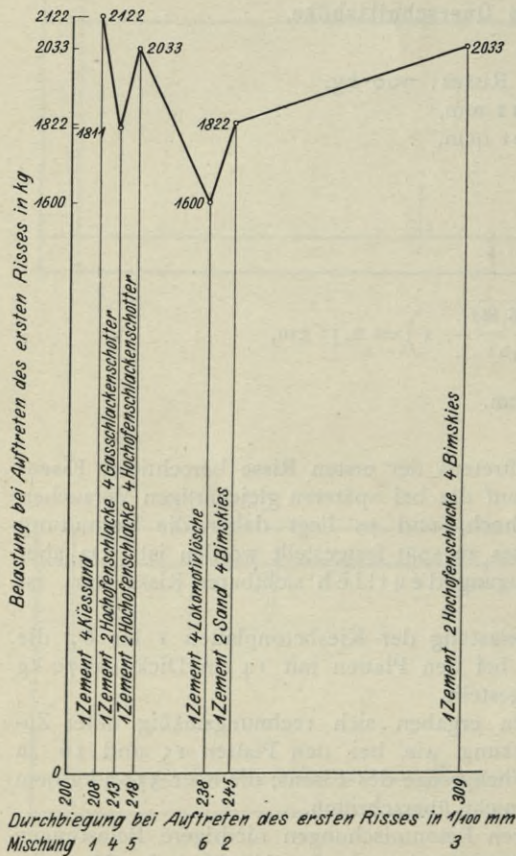 2122
2033
1822
1600
0
Belastung bei Auftreten des ersten Risses in kg
2122
1811
2033
1600
1822
2033
1 Zement 4 Kiessand
1 Zement 2 Hochofenschlacke 4 Gasschlackenschotter
1 Zement 2 Hochofenschlacke 4 Hochofenschlackenschotter
1 Zement 4 Lokomotivlösche
1 Zement 2 Sand 4 Bimskies
1 Zement 2 Hochofenschlacke 4 Bimskies
200 208 243 248 238 245 309
Durchbiegung bei Auftreten des ersten Risses in 1/100 mm
Mischung 1 4 5 6 2 3